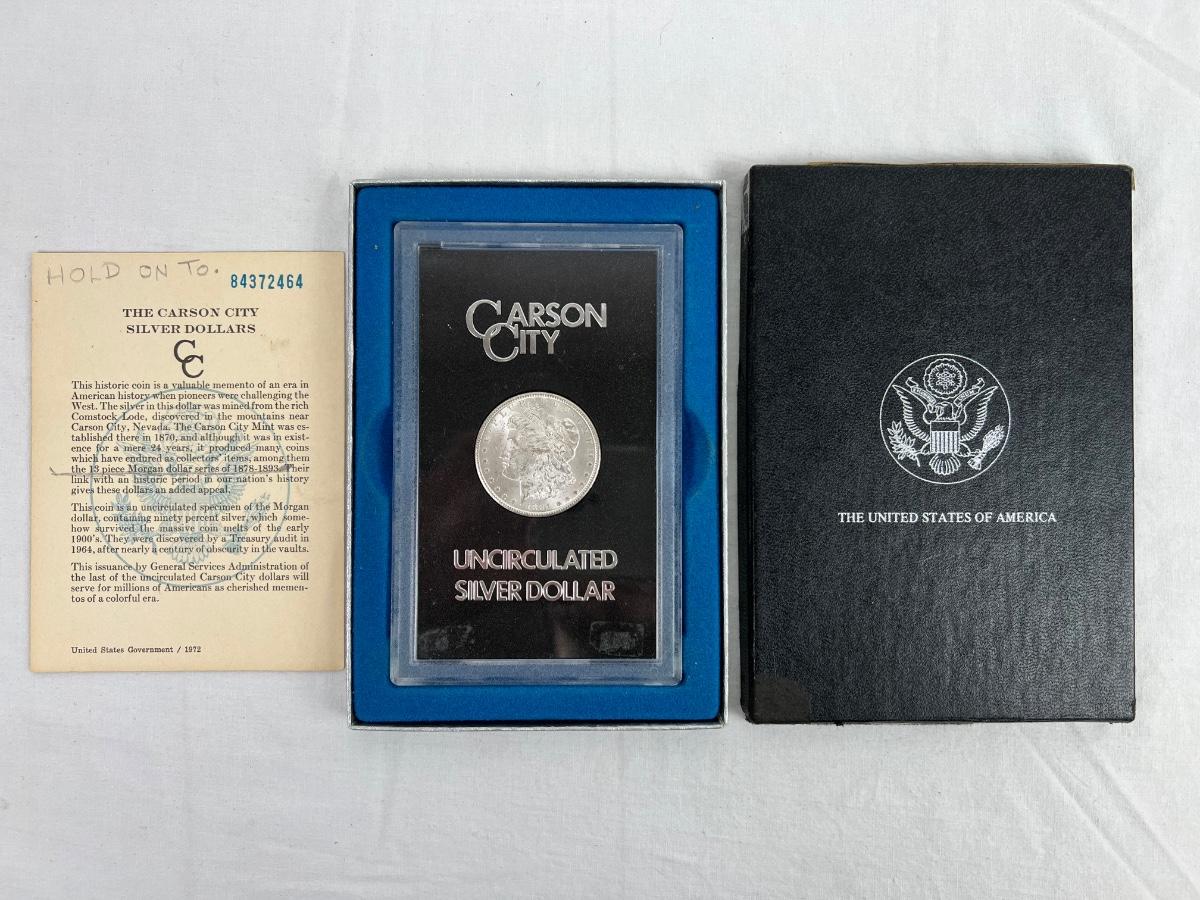 HOLD ON TO.
84372464
THE CARSON CITY
SILVER DOLLARS
CC
This historic coin is a valuable memento of an era in
American history when pioneers were challenging the
West. The silver in this dollar was mined from the rich
Comstock Lode, discovered in the mountains near
Carson City, Nevada. The Carson City Mint was es-
tablished there in 1870, and although it was in exist-
ence for a mere 24 years, it produced many coins
which have endured as collectors' items, among them
the 13 piece Morgan dollar series of 1878-1893. Their
link with an historic period in our nation's history
gives these dollars an added appeal.
This coin is an uncirculated specimen of the Morgan
dollar, containing ninety percent silver, which some-
how survived the massive coin melts of the early
1900's. They were discovered by a Treasury audit in
1964, after nearly a century of obscurity in the vaults.
This issuance by General Services Administration of
the last of the uncirculated Carson City dollars will
serve for millions of Americans as cherished memen-
tos of a colorful era.
United States Government / 1972
CARSON
CITY
UNCIRCULATED
SILVER DOLLAR
THE UNITED STATES OF AMERICA